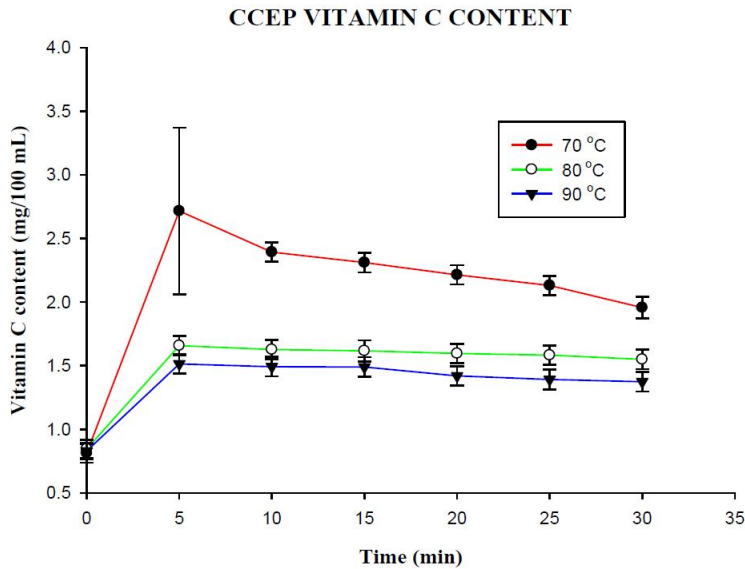 CCEP VITAMIN C CONTENT
Vitamin C content (mg/100 mL)
4.0
3.5
3.0
2.5
2.0
1.5
1.0
0.5
70 °C
80 °C
90 °C
0 5 10 15 20 25 30 35
Time (min)